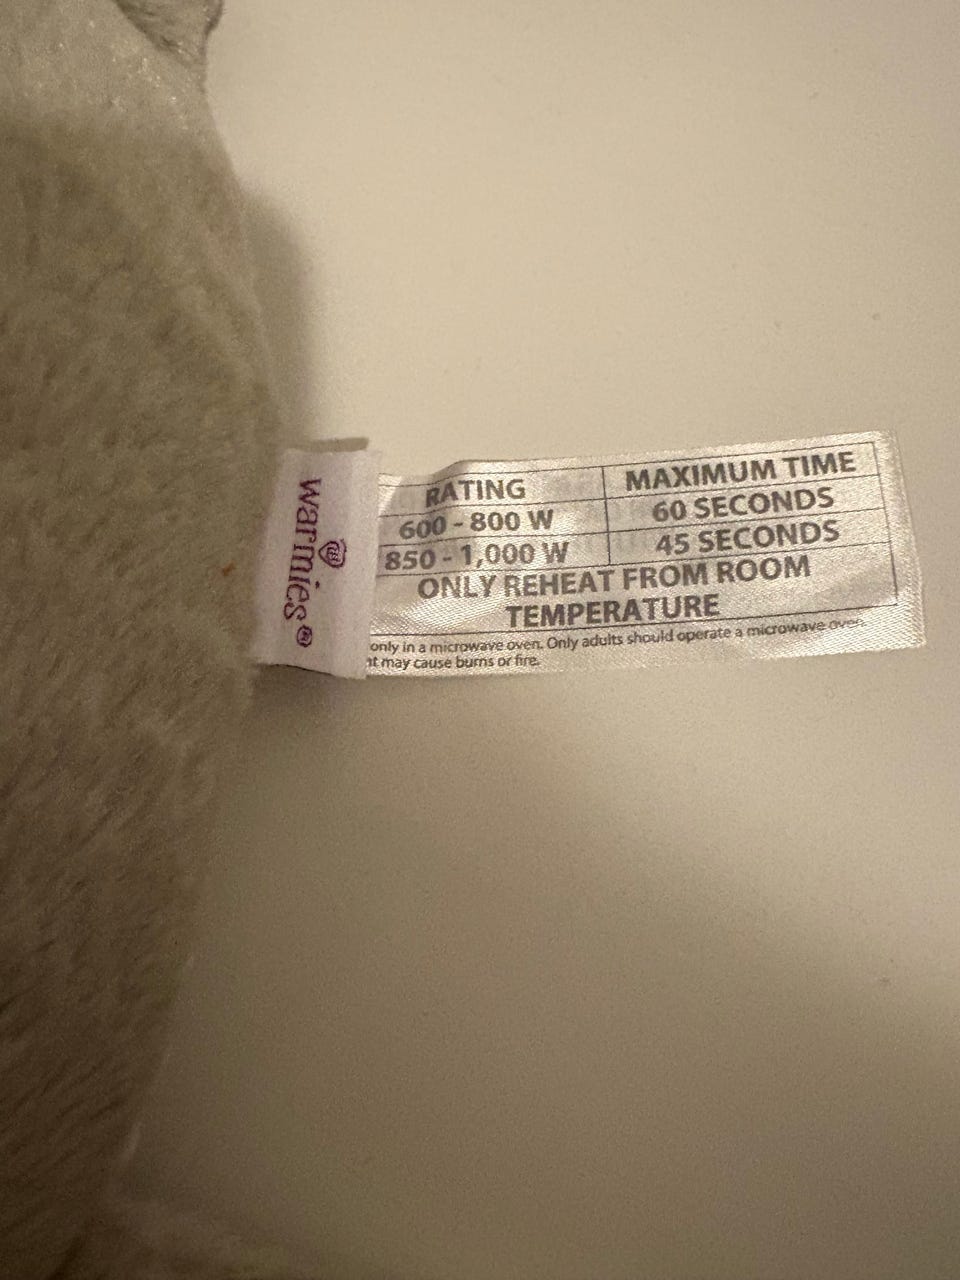 warmies®
RATING MAXIMUM TIME
600 - 800 W 60 SECONDS
850 - 1,000 W 45 SECONDS
ONLY REHEAT FROM ROOM
TEMPERATURE
only in a microwave oven. Only adults should operate a microwave oven.
may cause burns or fire.